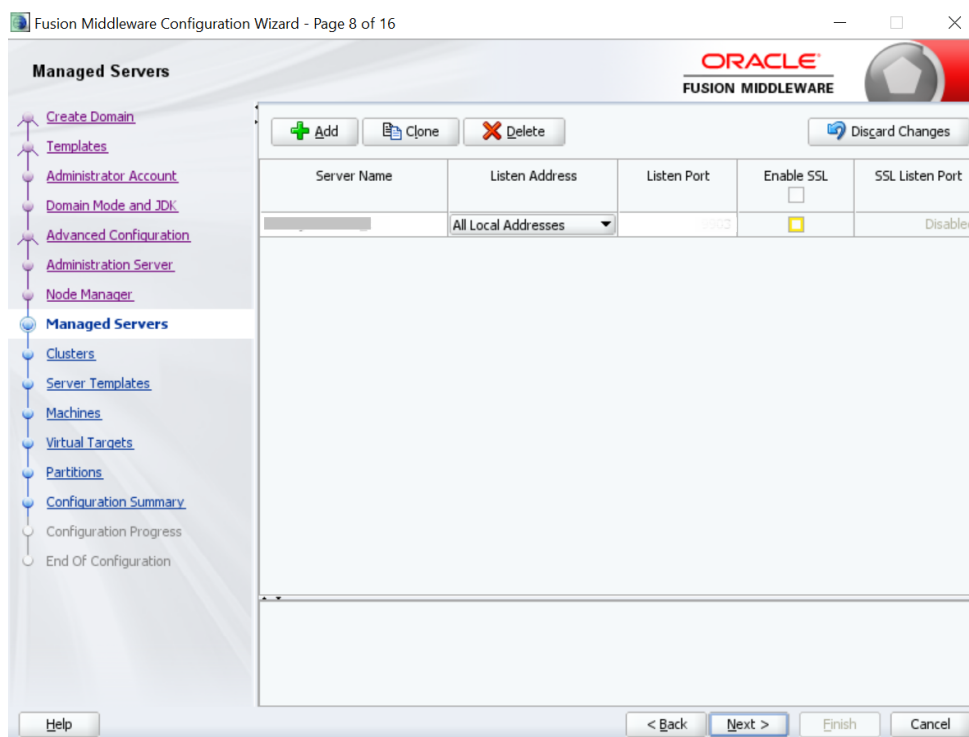 Fusion Middleware Configuration Wizard - Page 8 of 16
Managed Servers
ORACLE
FUSION MIDDLEWARE
Create Domain
Templates
Administrator Account
Domain Mode and JDK
Advanced Configuration
Administration Server
Node Manager
Managed Servers
Clusters
Server Templates
Machines
Virtual Targets
Partitions
Configuration Summary
Configuration Progress
End Of Configuration
Add Clone Delete Discard Changes
Server Name Listen Address Listen Port Enable SSL SSL Listen Port
All Local Addresses Disable
Help < Back Next > Finish Cancel